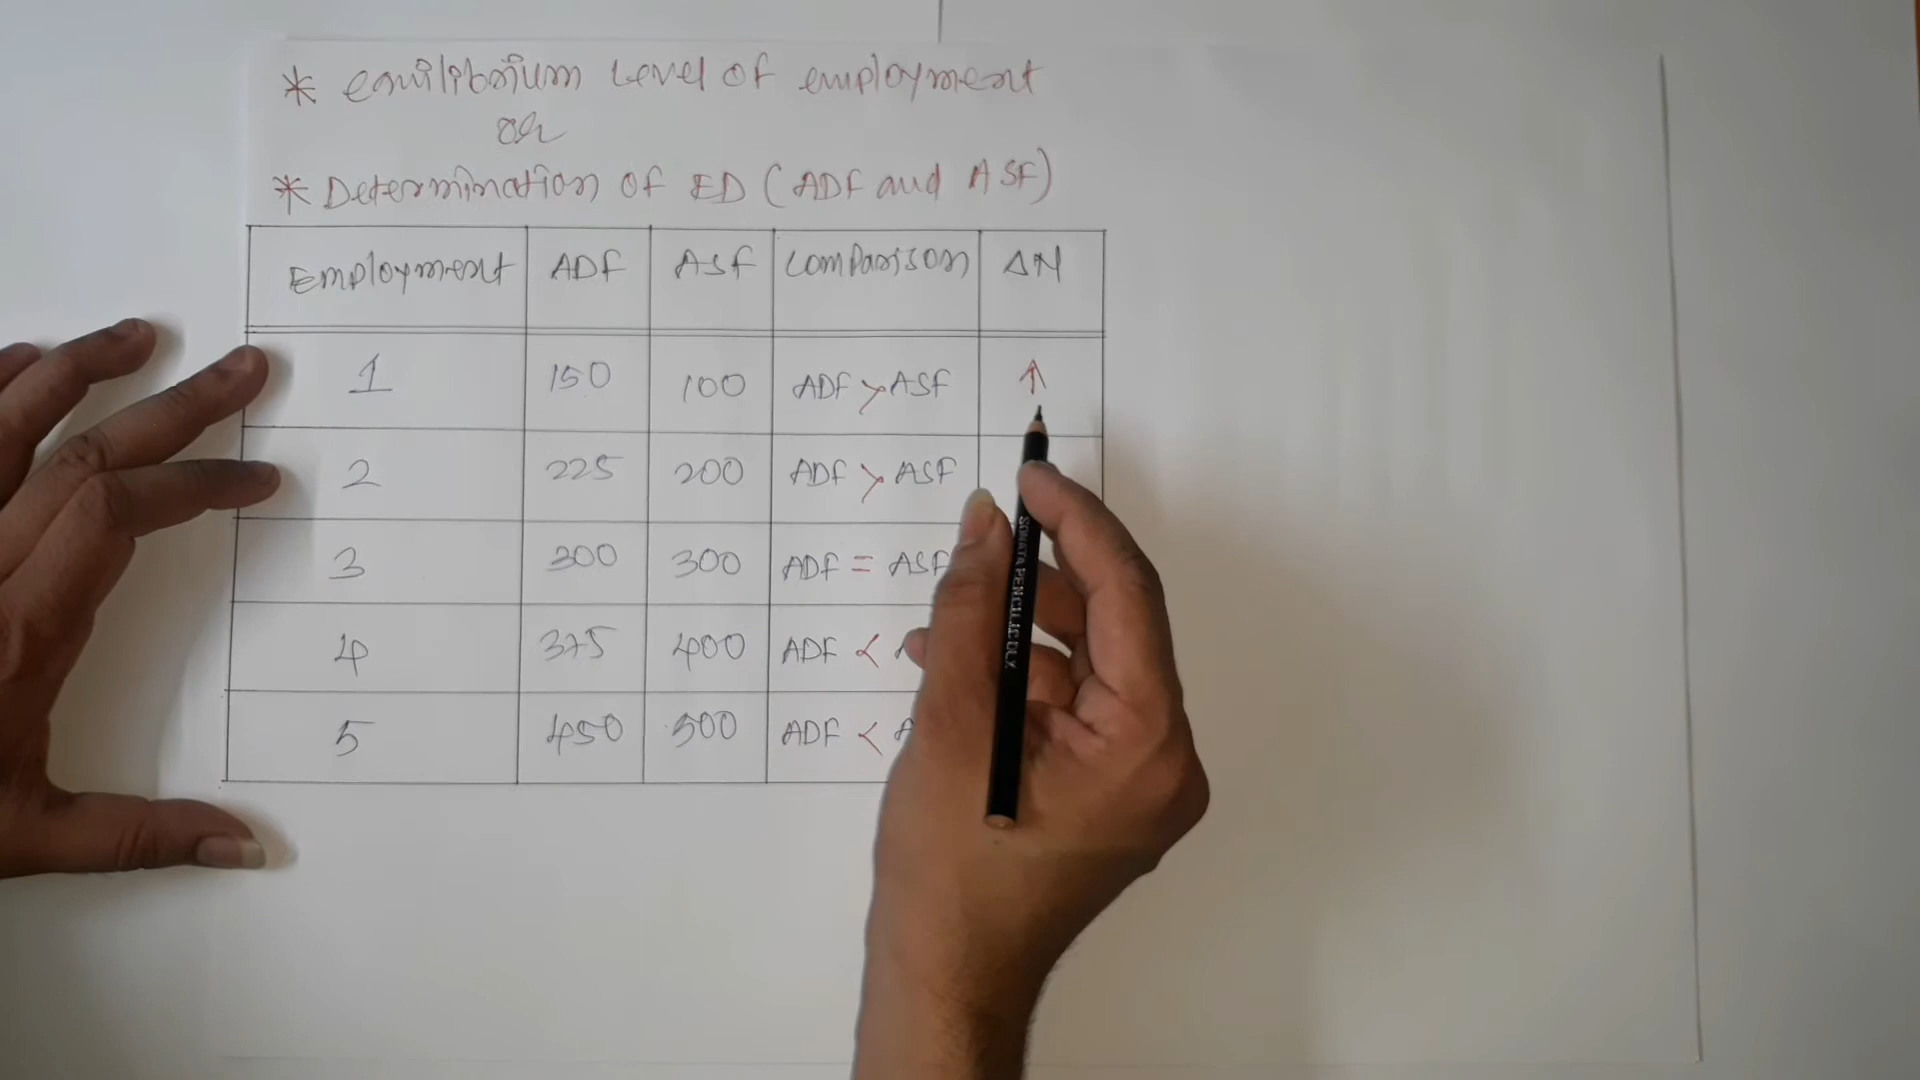 * equilibrium level of employment
or
* Determination of ED (ADF and ASF)
Employment ADF ASF Comparison ΔN
1 150 100 ADF > ASF ↑
2 225 200 ADF > ASF
3 300 300 ADF = ASF
4 375 400 ADF <
5 450 500 ADF <
SONATA PENCIL